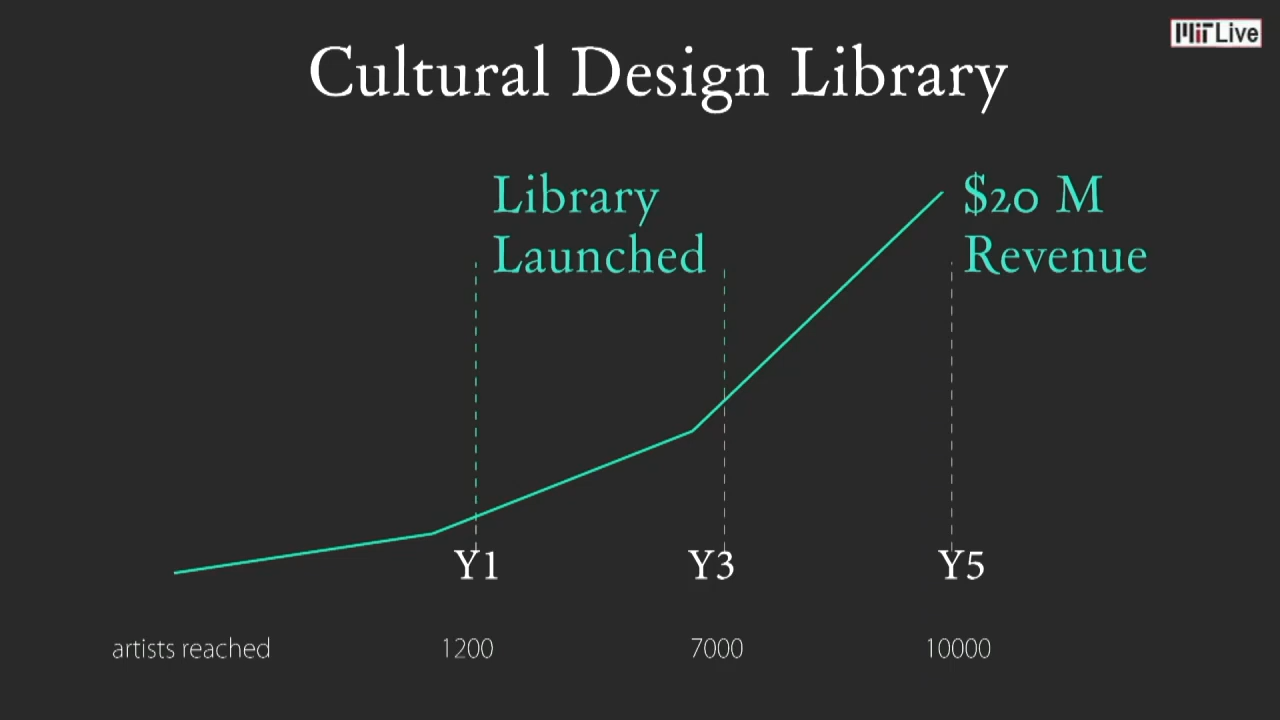 MIT Live
Cultural Design Library
Library
Launched
$20 M
Revenue
Y1 Y3 Y5
artists reached 1200 7000 10000